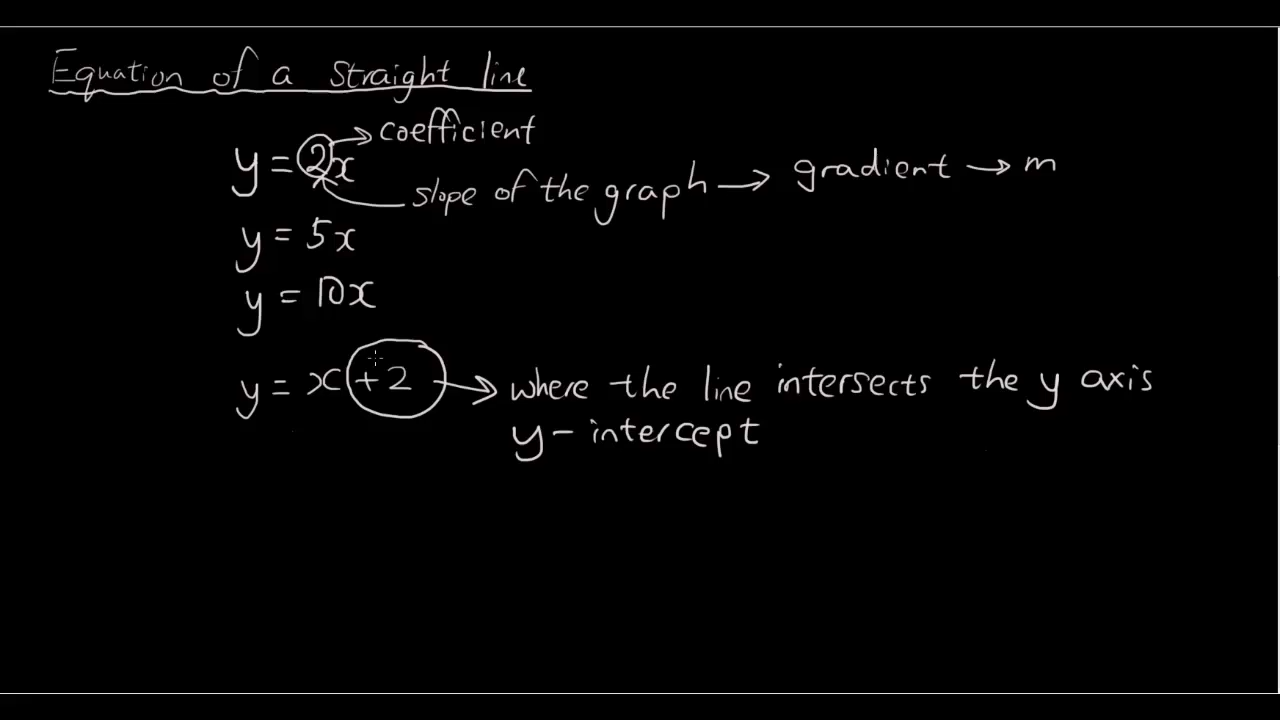 Equation of a straight line
y = 2x → coefficient
slope of the graph → gradient → m
y = 5x
y = 10x
y = x + 2 → where the line intersects the y axis
y - intercept